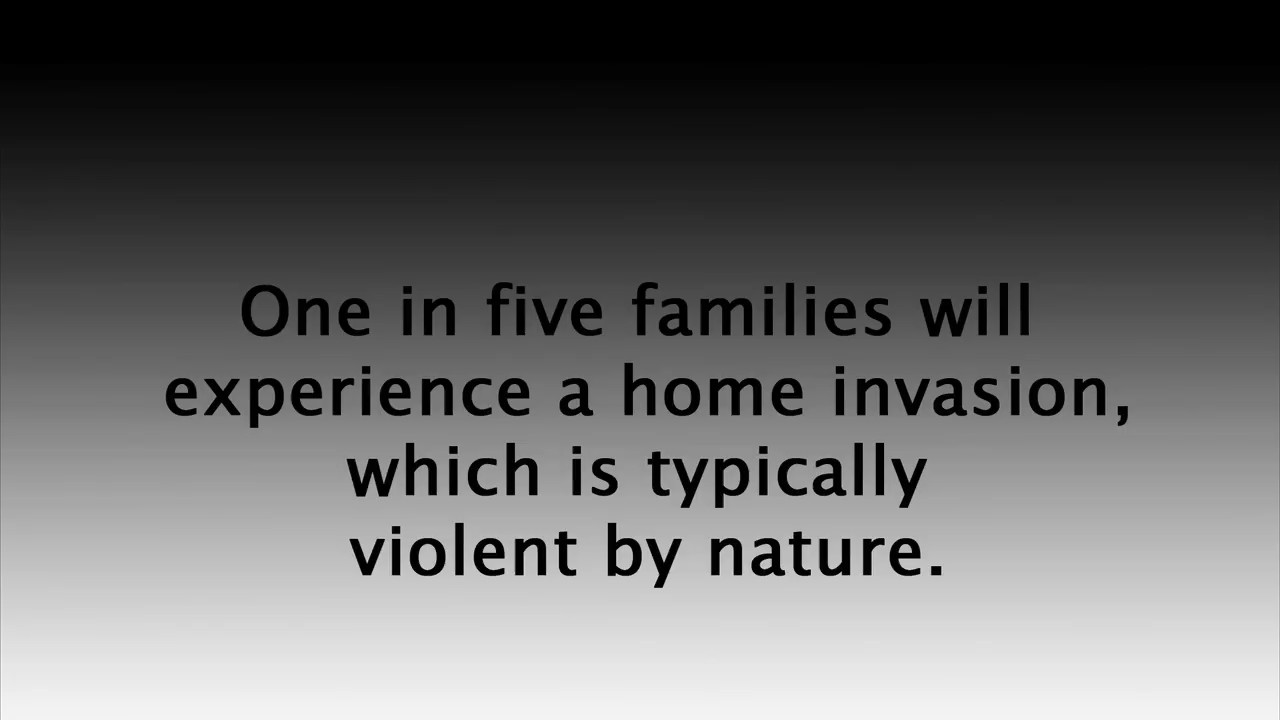 One in five families will
experience a home invasion,
which is typically
violent by nature.